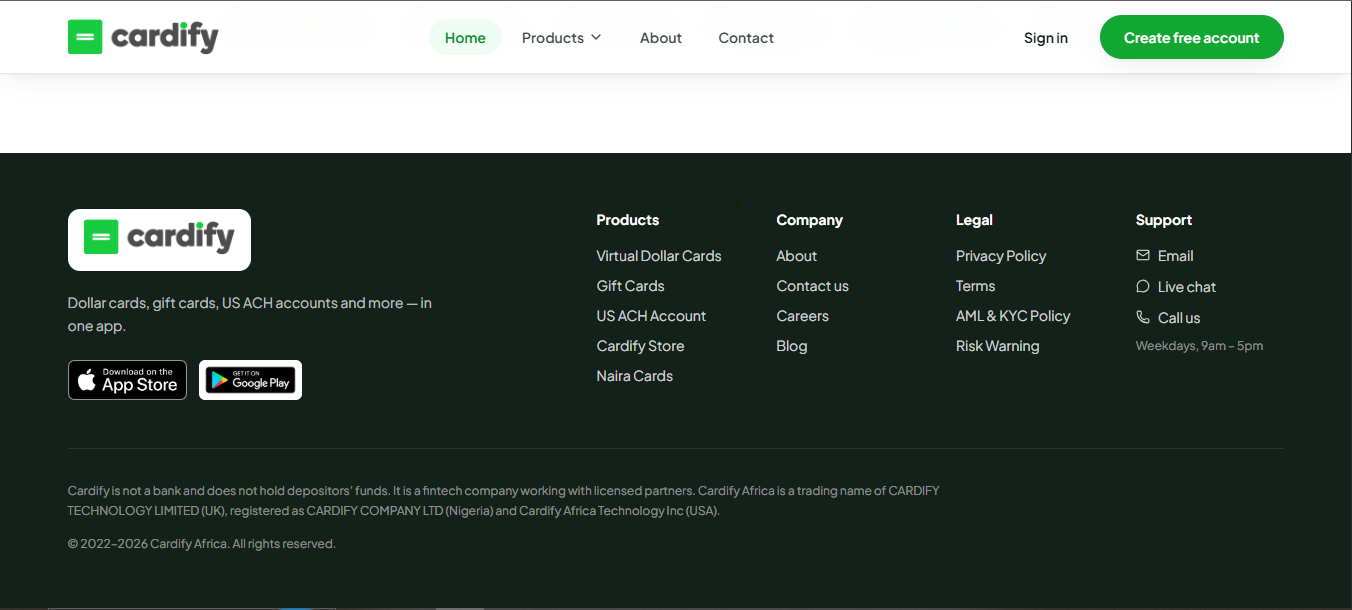 cardify
Home
Products
About
Contact
Sign in
Create free account
cardify
Dollar cards, gift cards, US ACH accounts and more — in
one app.
Download on the
App Store
GET IT ON
Google Play
Products
Virtual Dollar Cards
Gift Cards
US ACH Account
Cardify Store
Naira Cards
Company
About
Contact us
Careers
Blog
Legal
Privacy Policy
Terms
AML & KYC Policy
Risk Warning
Support
Email
Live chat
Call us
Weekdays, 9am – 5pm
Cardify is not a bank and does not hold depositors' funds. It is a fintech company working with licensed partners. Cardify Africa is a trading name of CARDIFY
TECHNOLOGY LIMITED (UK), registered as CARDIFY COMPANY LTD (Nigeria) and Cardify Africa Technology Inc (USA).
© 2022–2026 Cardify Africa. All rights reserved.